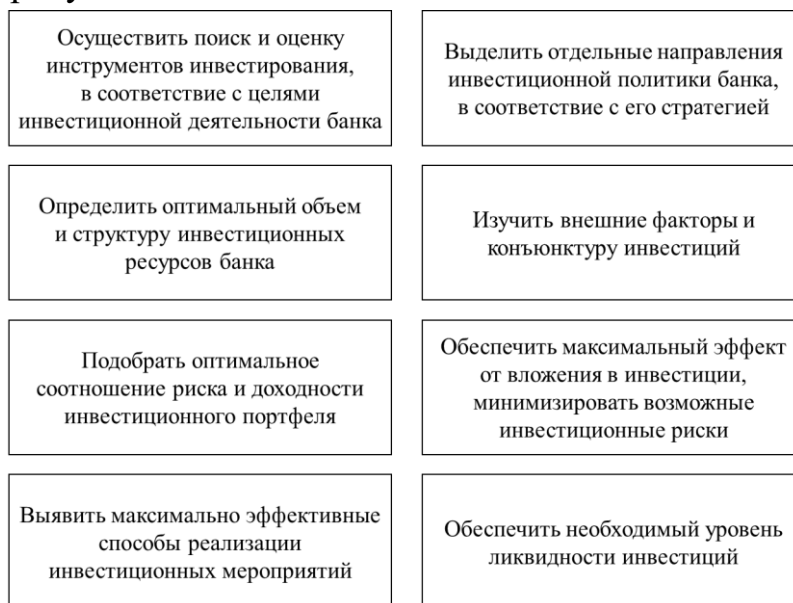 Осуществить поиск и оценку
инструментов инвестирования,
в соответствие с целями
инвестиционной деятельности банка
Выделить отдельные направления
инвестиционной политики банка,
в соответствие с его стратегией
Определить оптимальный объем
и структуру инвестиционных
ресурсов банка
Изучить внешние факторы и
конъюнктуру инвестиций
Подобрать оптимальное
соотношение риска и доходности
инвестиционного портфеля
Обеспечить максимальный эффект
от вложения в инвестиции,
минимизировать возможные
инвестиционные риски
Выявить максимально эффективные
способы реализации
инвестиционных мероприятий
Обеспечить необходимый уровень
ликвидности инвестиций